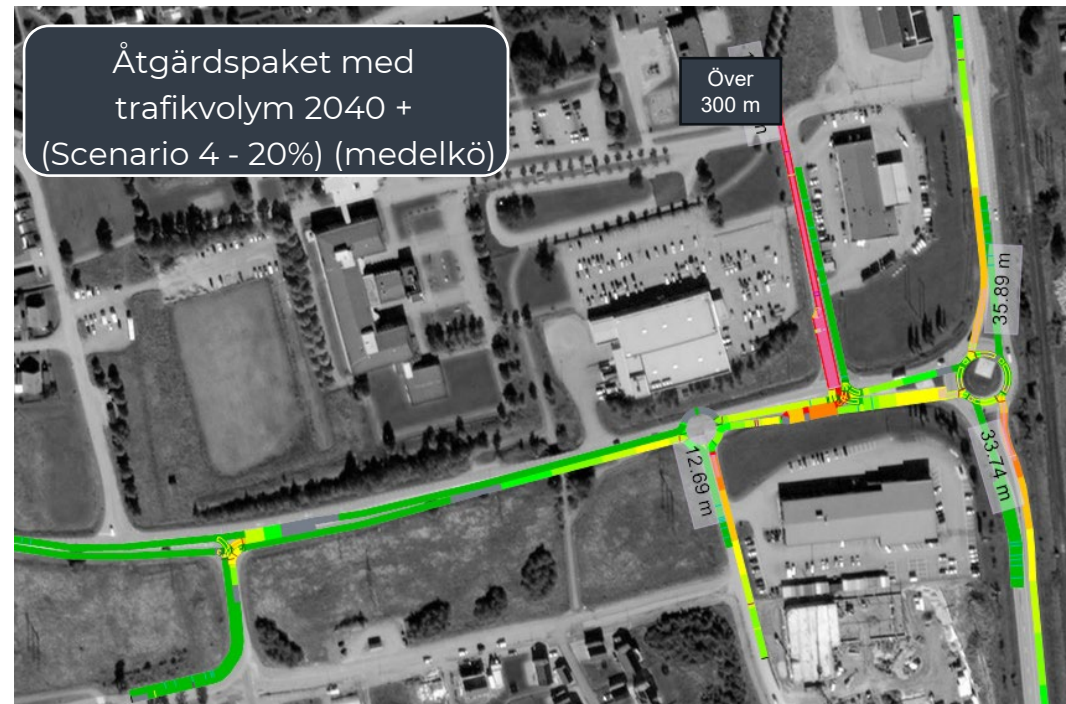 Åtgärdspaket med
trafikvolym 2040 +
(Scenario 4 - 20%) (medelkö)
Över
300 m
35.89 m
33.74 m
12.69 m